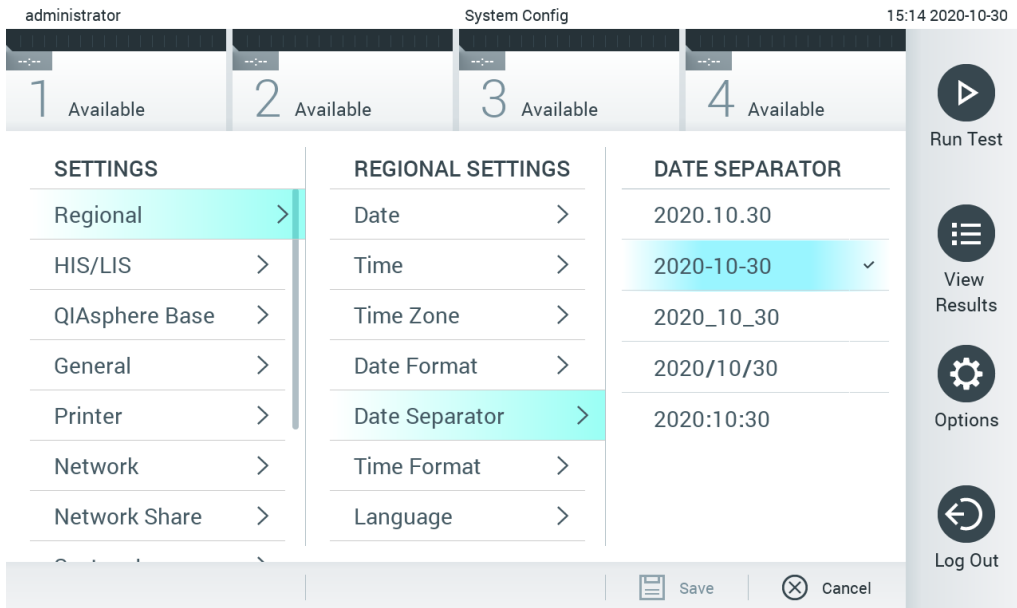 administrator System Config 15:14 2020-10-30
--:-- --:-- --:-- --:--
1 Available 2 Available 3 Available 4 Available
Run Test
SETTINGS REGIONAL SETTINGS DATE SEPARATOR
Regional Date 2020.10.30
HIS/LIS Time 2020-10-30
View
Results
QIAsphere Base Time Zone 2020_10_30
General Date Format 2020/10/30
Printer Date Separator 2020:10:30
Options
Network Time Format
Network Share Language
Log Out
Save Cancel